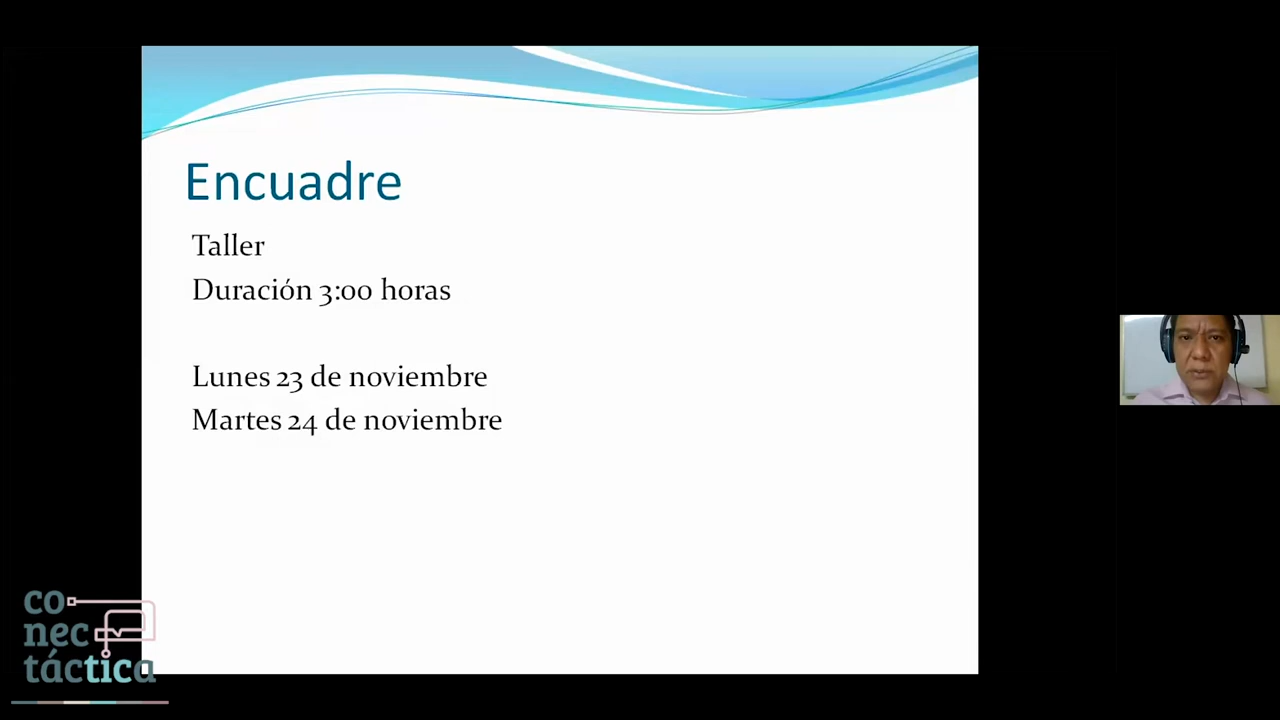 Encuadre
Taller
Duración 3:00 horas
Lunes 23 de noviembre
Martes 24 de noviembre
co
nec
táctica